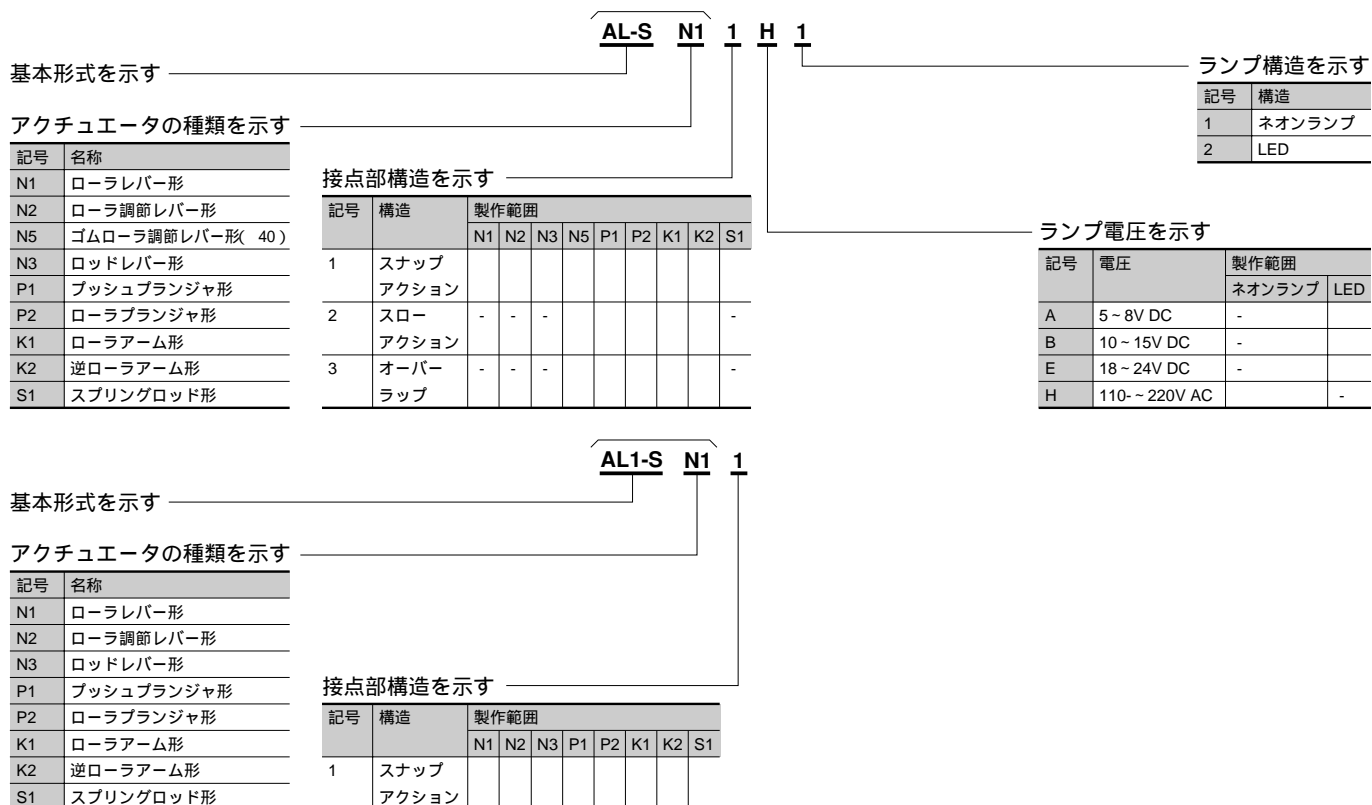 AL-S N1 1 H 1
基本形式を示す
ランプ構造を示す
記号 構造
1 ネオンランプ
2 LED
アクチュエータの種類を示す
記号 名称
N1 ローラレバー形
N2 ローラ調節レバー形
N5 ゴムローラ調節レバー形( 40 )
N3 ロッドレバー形
P1 プッシュプランジャ形
P2 ローラプランジャ形
K1 ローラアーム形
K2 逆ローラアーム形
S1 スプリングロッド形
接点部構造を示す
記号 構造 製作範囲
N1 N2 N3 N5 P1 P2 K1 K2 S1
1 スナップ
アクション
2 スロー - - - -
アクション
3 オーバー - - - -
ラップ
ランプ電圧を示す
記号 電圧 製作範囲
ネオンランプ LED
A 5~8V DC -
B 10~15V DC -
E 18~24V DC -
H 110-~220V AC -
AL1-S N1 1
基本形式を示す
アクチュエータの種類を示す
記号 名称
N1 ローラレバー形
N2 ローラ調節レバー形
N3 ロッドレバー形
P1 プッシュプランジャ形
P2 ローラプランジャ形
K1 ローラアーム形
K2 逆ローラアーム形
S1 スプリングロッド形
接点部構造を示す
記号 構造 製作範囲
N1 N2 N3 P1 P2 K1 K2 S1
1 スナップ
アクション